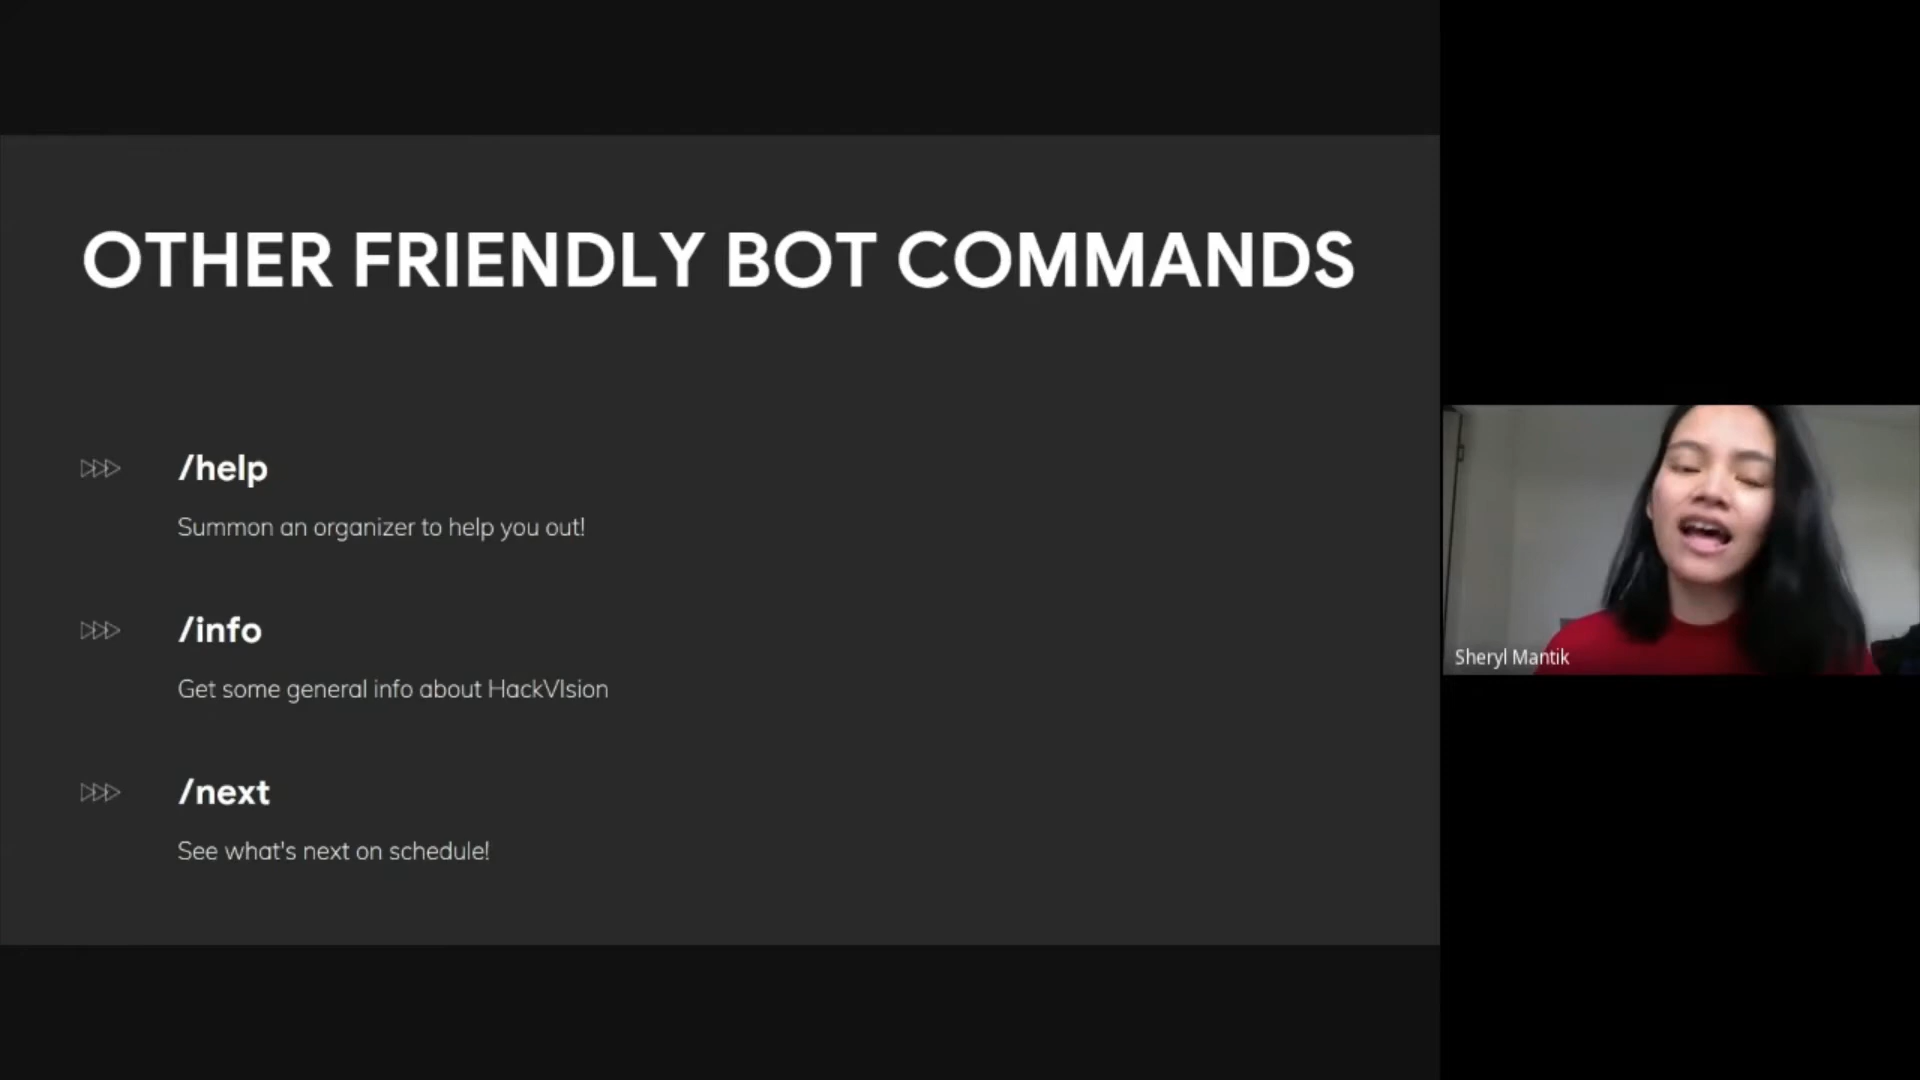 OTHER FRIENDLY BOT COMMANDS
/help
Summon an organizer to help you out!
/info
Get some general info about HackVIsion
/next
See what's next on schedule!
Sheryl Mantik